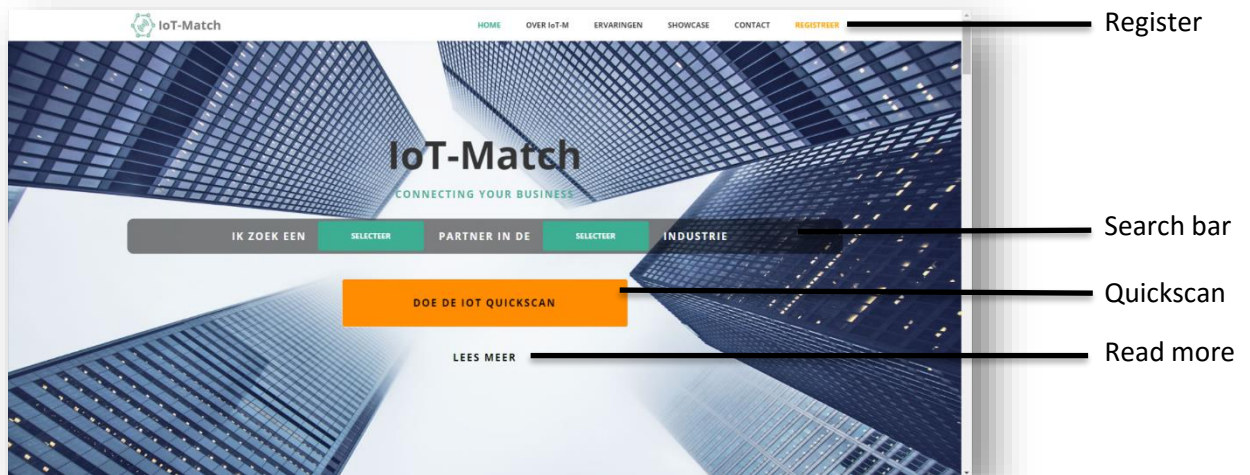 IoT-Match
HOME OVER IoT-M ERVARINGEN SHOWCASE CONTACT REGISTREER
Register
IoT-Match
CONNECTING YOUR BUSINESS
IK ZOEK EEN SELECTEER PARTNER IN DE SELECTEER INDUSTRIE
Search bar
DOE DE IOT QUICKSCAN
Quickscan
LEES MEER
Read more